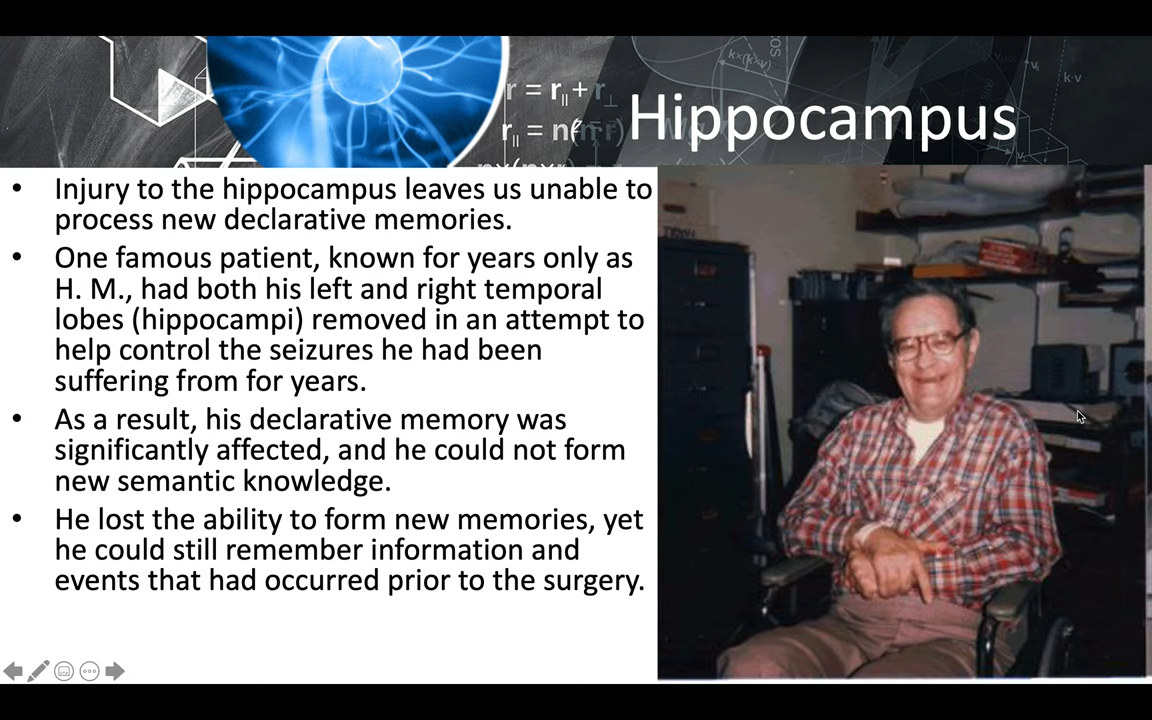 Hippocampus
r = r|| + r⊥
r|| = n(
k×(k×v)
k·v
• Injury to the hippocampus leaves us unable to
process new declarative memories.
• One famous patient, known for years only as
H. M., had both his left and right temporal
lobes (hippocampi) removed in an attempt to
help control the seizures he had been
suffering from for years.
• As a result, his declarative memory was
significantly affected, and he could not form
new semantic knowledge.
• He lost the ability to form new memories, yet
he could still remember information and
events that had occurred prior to the surgery.